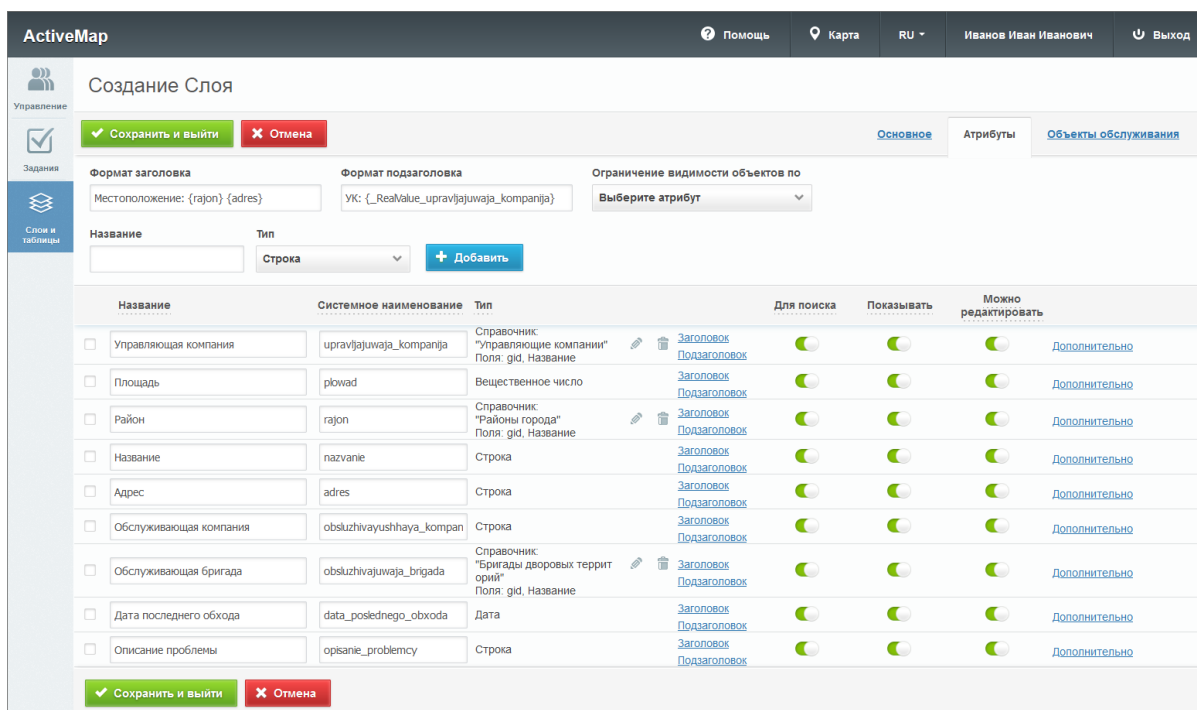 ActiveMap
Помощь
Карта
RU
Иванов Иван Иванович
Выход
Управление
Задания
Слои и
таблицы
Создание Слоя
Сохранить и выйти
Отмена
Основное
Атрибуты
Объекты обслуживания
Формат заголовка
Формат подзаголовка
Ограничение видимости объектов по
Местоположение: {rajon} {adres}
УК: {_RealValue_upravljajuwaja_kompanija}
Выберите атрибут
Название
Тип
Строка
Добавить
Название
Системное наименование
Тип
Для поиска
Показывать
Можно
редактировать
Управляющая компания
upravljajuwaja_kompanija
Справочник:
"Управляющие компании"
Поля: gid, Название
Заголовок
Подзаголовок
Дополнительно
Площадь
plowad
Вещественное число
Заголовок
Подзаголовок
Дополнительно
Район
rajon
Справочник:
"Районы города"
Поля: gid, Название
Заголовок
Подзаголовок
Дополнительно
Название
nazvanie
Строка
Заголовок
Подзаголовок
Дополнительно
Адрес
adres
Строка
Заголовок
Подзаголовок
Дополнительно
Обслуживающая компания
obsluzhivayushhaya_kompan
Строка
Заголовок
Подзаголовок
Дополнительно
Обслуживающая бригада
obsluzhivajuwaja_brigada
Справочник:
"Бригады дворовых террит
орий"
Поля: gid, Название
Заголовок
Подзаголовок
Дополнительно
Дата последнего обхода
data_poslednego_obxoda
Дата
Заголовок
Подзаголовок
Дополнительно
Описание проблемы
opisanie_problemcy
Строка
Заголовок
Подзаголовок
Дополнительно
Сохранить и выйти
Отмена